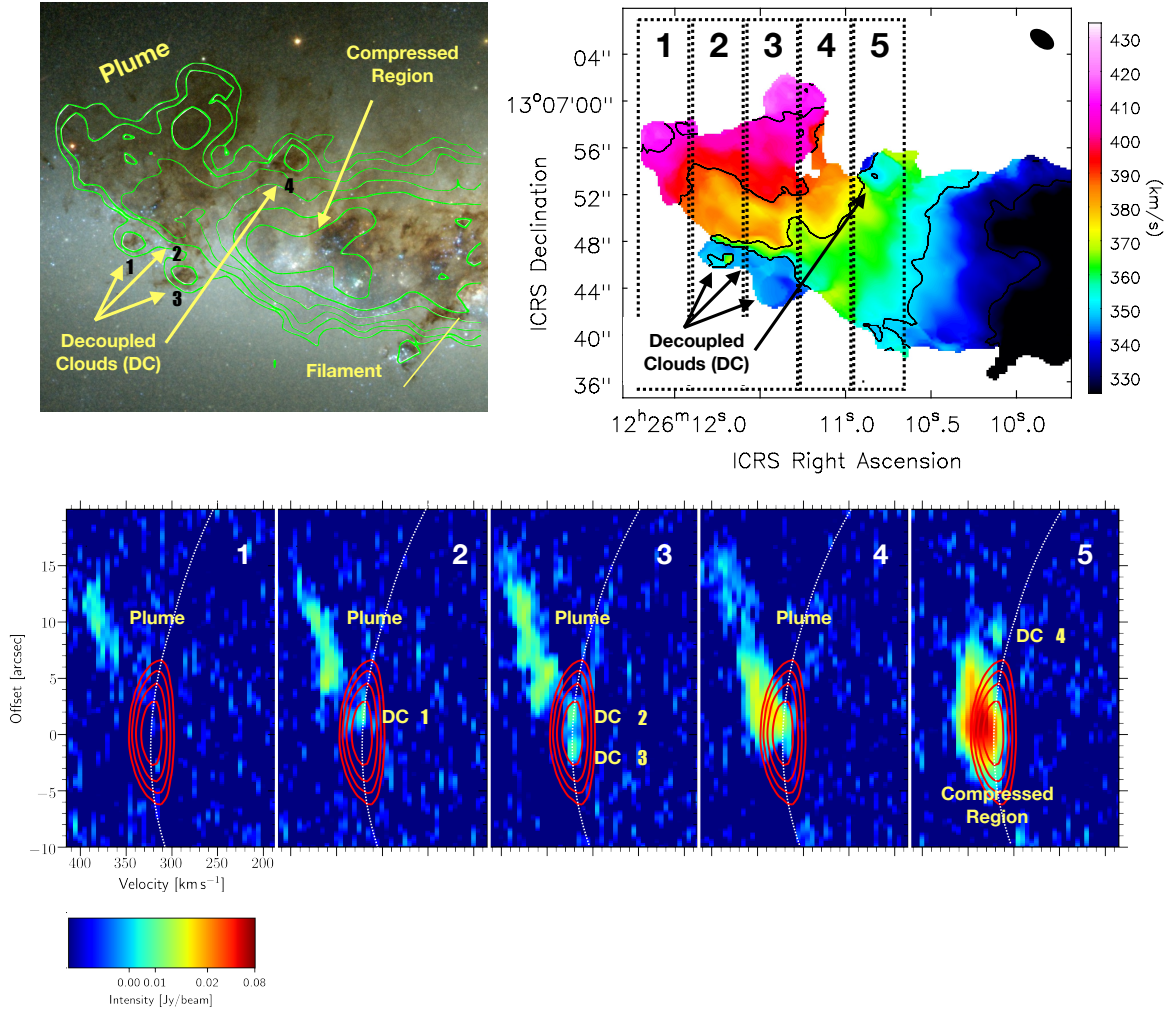 Plume
Compressed
Region
4
1
2
3
Decoupled
Clouds (DC)
Filament
1 2 3 4 5
04''
13°07'00''
56''
52''
48''
44''
40''
36''
ICRS Declination
Decoupled
Clouds (DC)
12ʰ26ᵐ12ˢ.0 11ˢ.0 10ˢ.5 10ˢ.0
ICRS Right Ascension
430
420
410
400
390
380
370
360
350
340
330
(km/s)
1 2 3 4 5
Plume Plume Plume Plume
DC 4
DC 1
DC 2
DC 3
Compressed
Region
15
10
5
0
−5
−10
Offset [arcsec]
400 350 300 250 200
Velocity [km s⁻¹]
0.00 0.01 0.02 0.08
Intensity [Jy/beam]